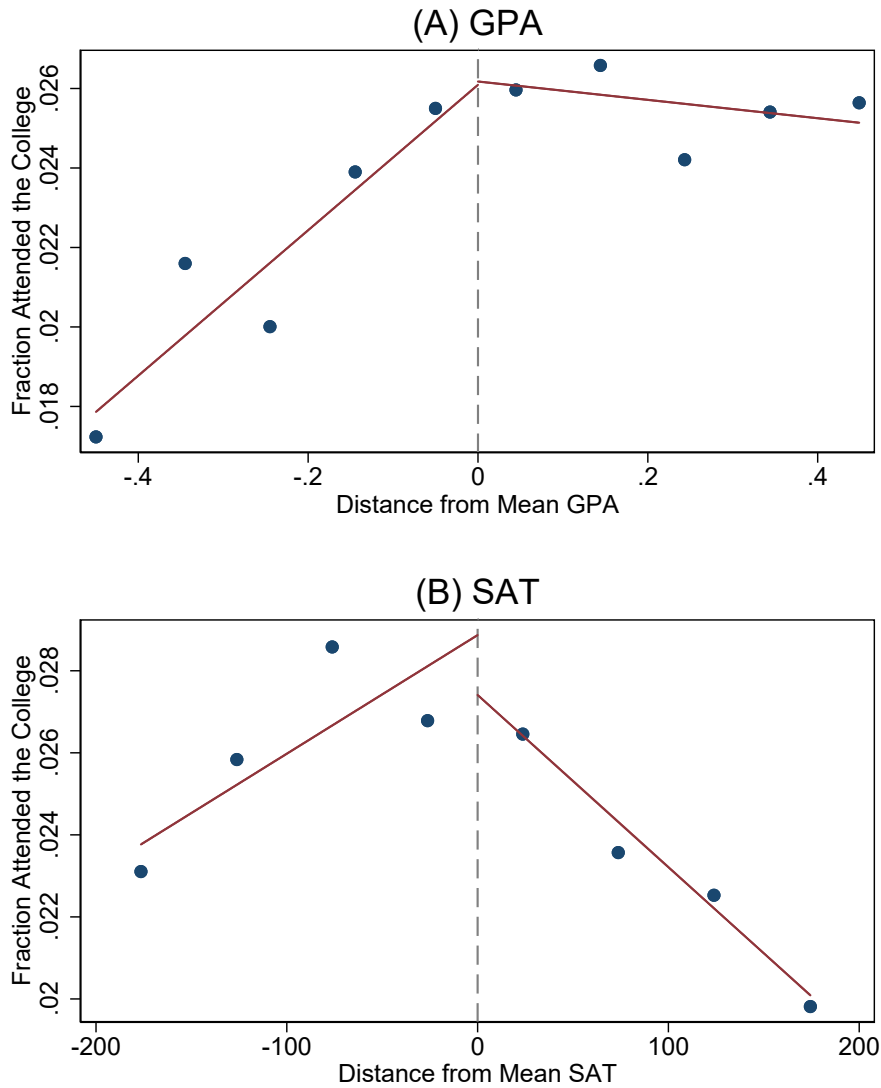 (A) GPA
Fraction Attended the College
.026
.024
.022
.02
.018
-.4 -.2 0 .2 .4
Distance from Mean GPA
(B) SAT
Fraction Attended the College
.028
.026
.024
.022
.02
-200 -100 0 100 200
Distance from Mean SAT